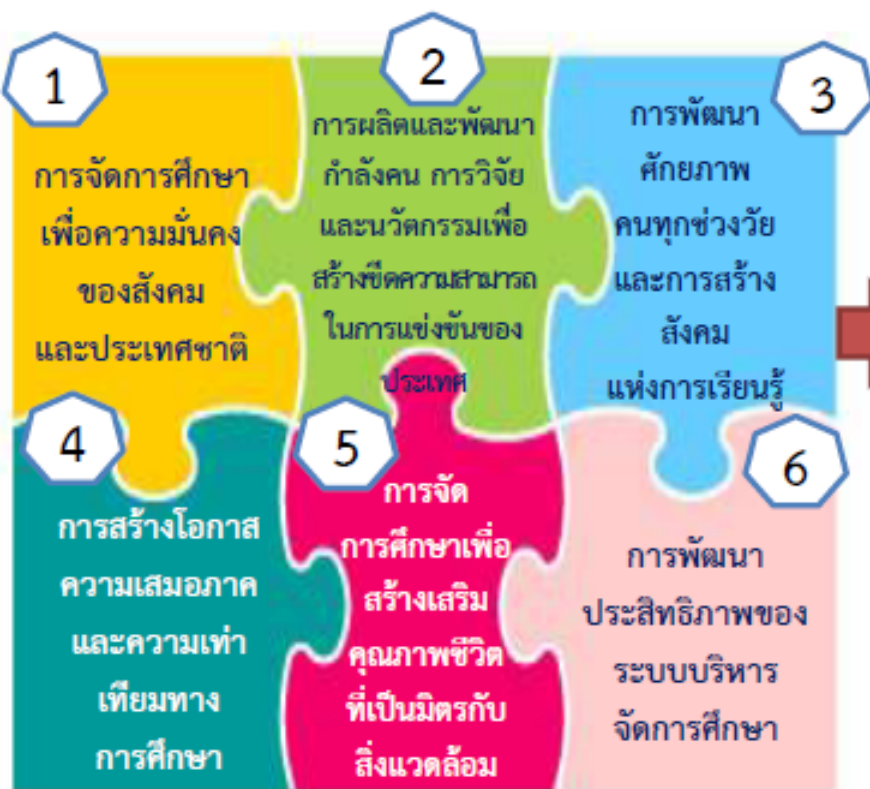 1
การจัดการศึกษา
เพื่อความมั่นคง
ของสังคม
และประเทศชาติ
2
การผลิตและพัฒนา
กำลังคน การวิจัย
และนวัตกรรมเพื่อ
สร้างขีดความสามารถ
ในการแข่งขันของ
ประเทศ
3
การพัฒนา
ศักยภาพ
คนทุกช่วงวัย
และการสร้าง
สังคม
แห่งการเรียนรู้
4
การสร้างโอกาส
ความเสมอภาค
และความเท่า
เทียมทาง
การศึกษา
5
การจัด
การศึกษาเพื่อ
สร้างเสริม
คุณภาพชีวิต
ที่เป็นมิตรกับ
สิ่งแวดล้อม
6
การพัฒนา
ประสิทธิภาพของ
ระบบบริหาร
จัดการศึกษา